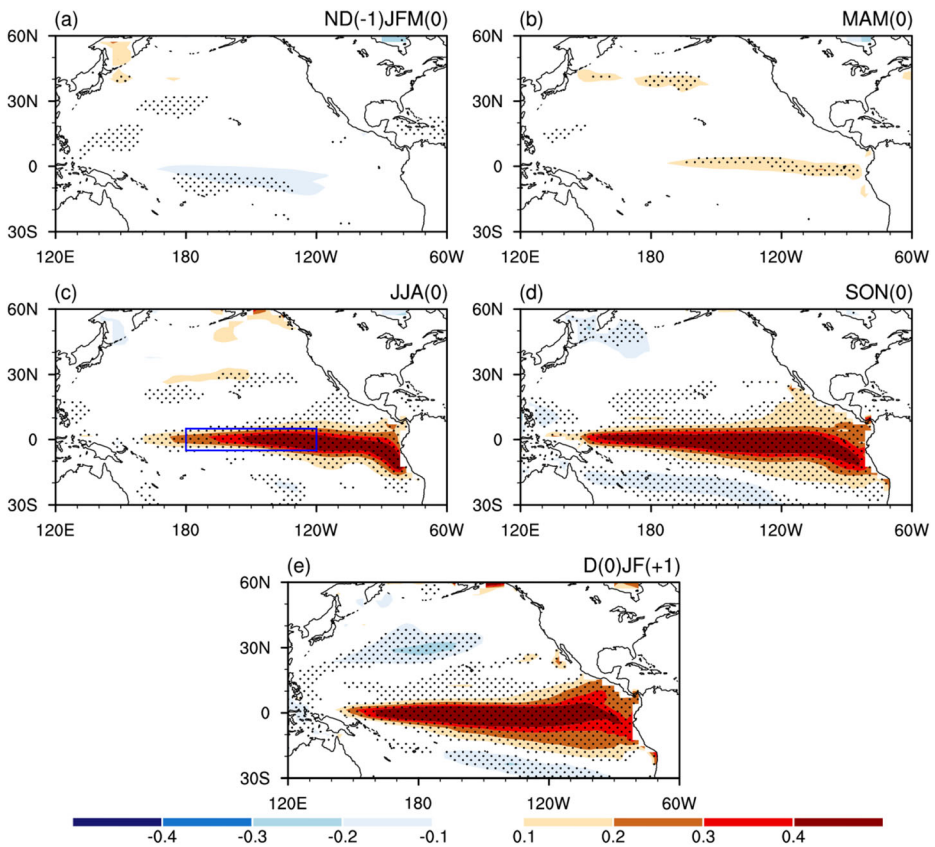 (a) ND(-1)JFM(0) (b) MAM(0)
60N 60N
30N 30N
0 0
30S 30S
120E 180 120W 60W 120E 180 120W 60W
(c) JJA(0) (d) SON(0)
60N 60N
30N 30N
0 0
30S 30S
120E 180 120W 60W 120E 180 120W 60W
(e) D(0)JF(+1)
60N
30N
0
30S
120E 180 120W 60W
-0.4 -0.3 -0.2 -0.1 0.1 0.2 0.3 0.4